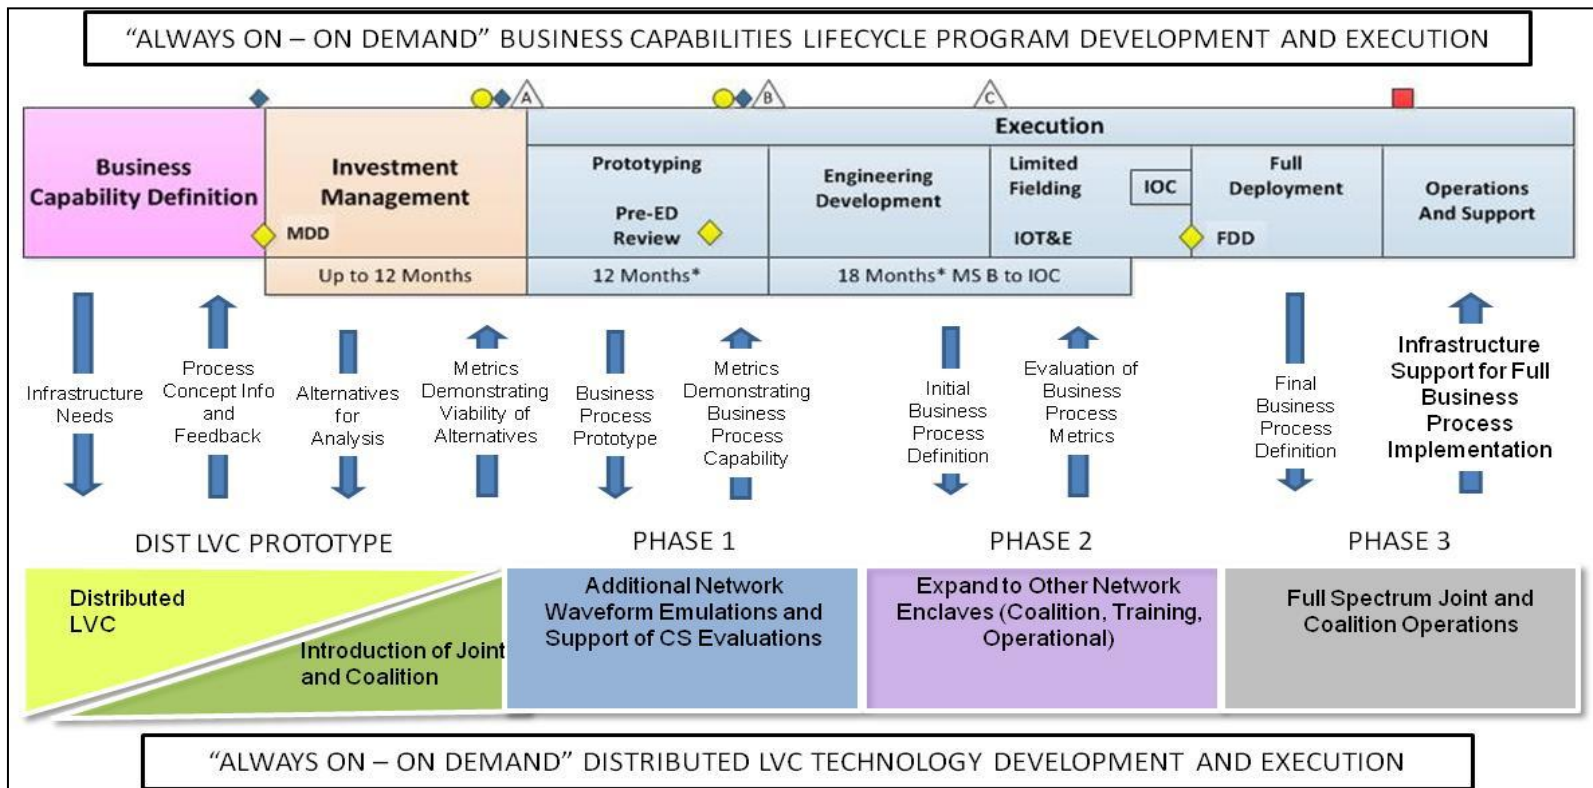 “ALWAYS ON – ON DEMAND” BUSINESS CAPABILITIES LIFECYCLE PROGRAM DEVELOPMENT AND EXECUTION
A
B
C
Business
Capability Definition
Investment
Management
MDD
Up to 12 Months
Execution
Prototyping
Pre-ED
Review
12 Months*
Engineering
Development
18 Months* MS B to IOC
Limited
Fielding
IOC
IOT&E
Full
Deployment
FDD
Operations
And Support
Infrastructure
Needs
Process
Concept Info
and
Feedback
Alternatives
for
Analysis
Metrics
Demonstrating
Viability of
Alternatives
Business
Process
Prototype
Metrics
Demonstrating
Business
Process
Capability
Initial
Business
Process
Definition
Evaluation of
Business
Process
Metrics
Final
Business
Process
Definition
Infrastructure
Support for Full
Business
Process
Implementation
DIST LVC PROTOTYPE
PHASE 1
PHASE 2
PHASE 3
Distributed
LVC
Introduction of Joint
and Coalition
Additional Network
Waveform Emulations and
Support of CS Evaluations
Expand to Other Network
Enclaves (Coalition, Training,
Operational)
Full Spectrum Joint and
Coalition Operations
“ALWAYS ON – ON DEMAND” DISTRIBUTED LVC TECHNOLOGY DEVELOPMENT AND EXECUTION